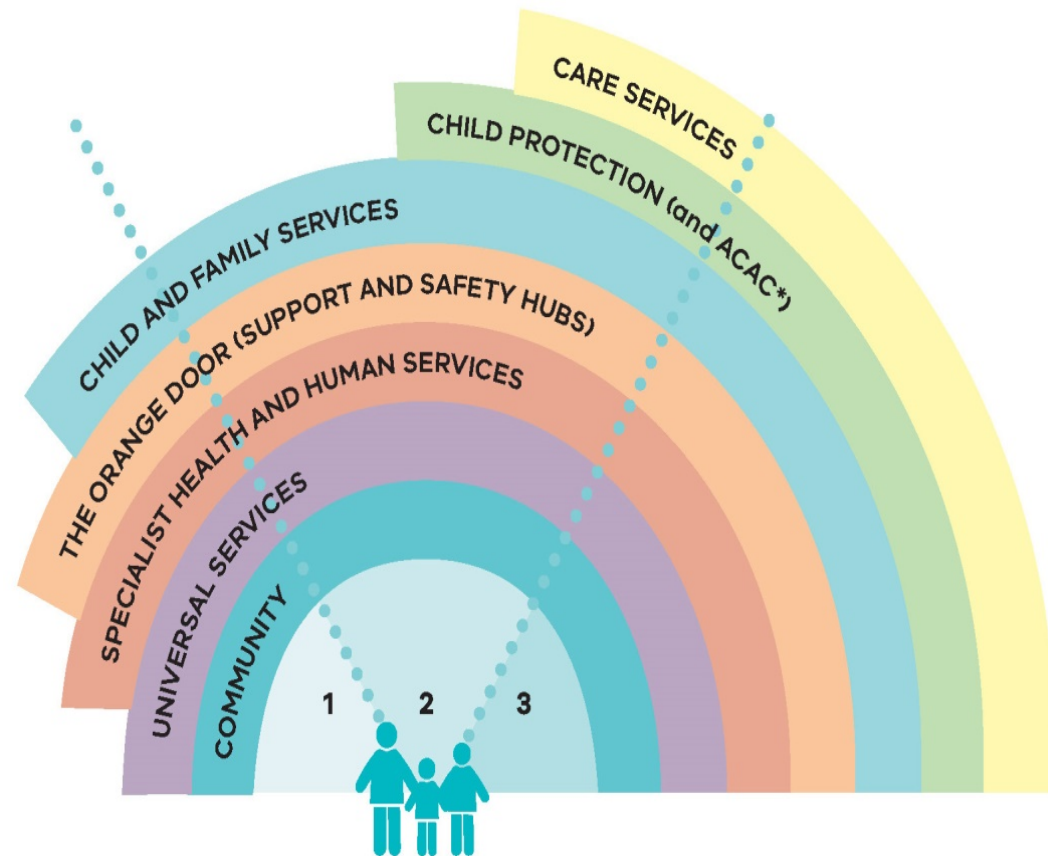 CARE SERVICES
CHILD PROTECTION (and ACAC*)
CHILD AND FAMILY SERVICES
THE ORANGE DOOR (SUPPORT AND SAFETY HUBS)
SPECIALIST HEALTH AND HUMAN SERVICES
UNIVERSAL SERVICES
COMMUNITY
1 2 3